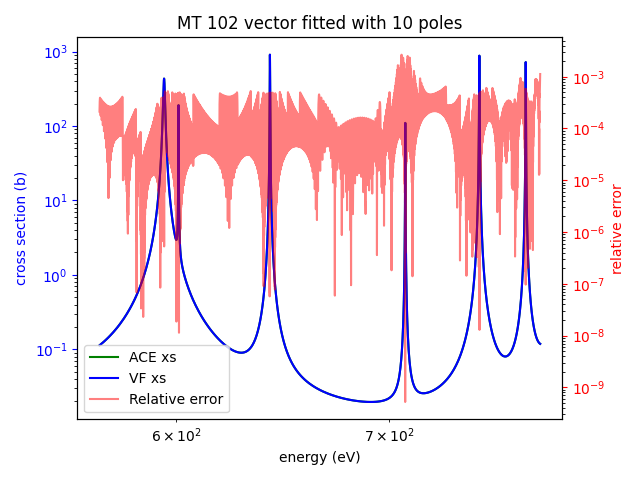 MT 102 vector fitted with 10 poles
cross section (b)
10³
10²
10¹
10⁰
10⁻¹
10⁻³
10⁻⁴
10⁻⁵
10⁻⁶
10⁻⁷
10⁻⁸
10⁻⁹
relative error
ACE xs
VF xs
Relative error
6 × 10² 7 × 10²
energy (eV)